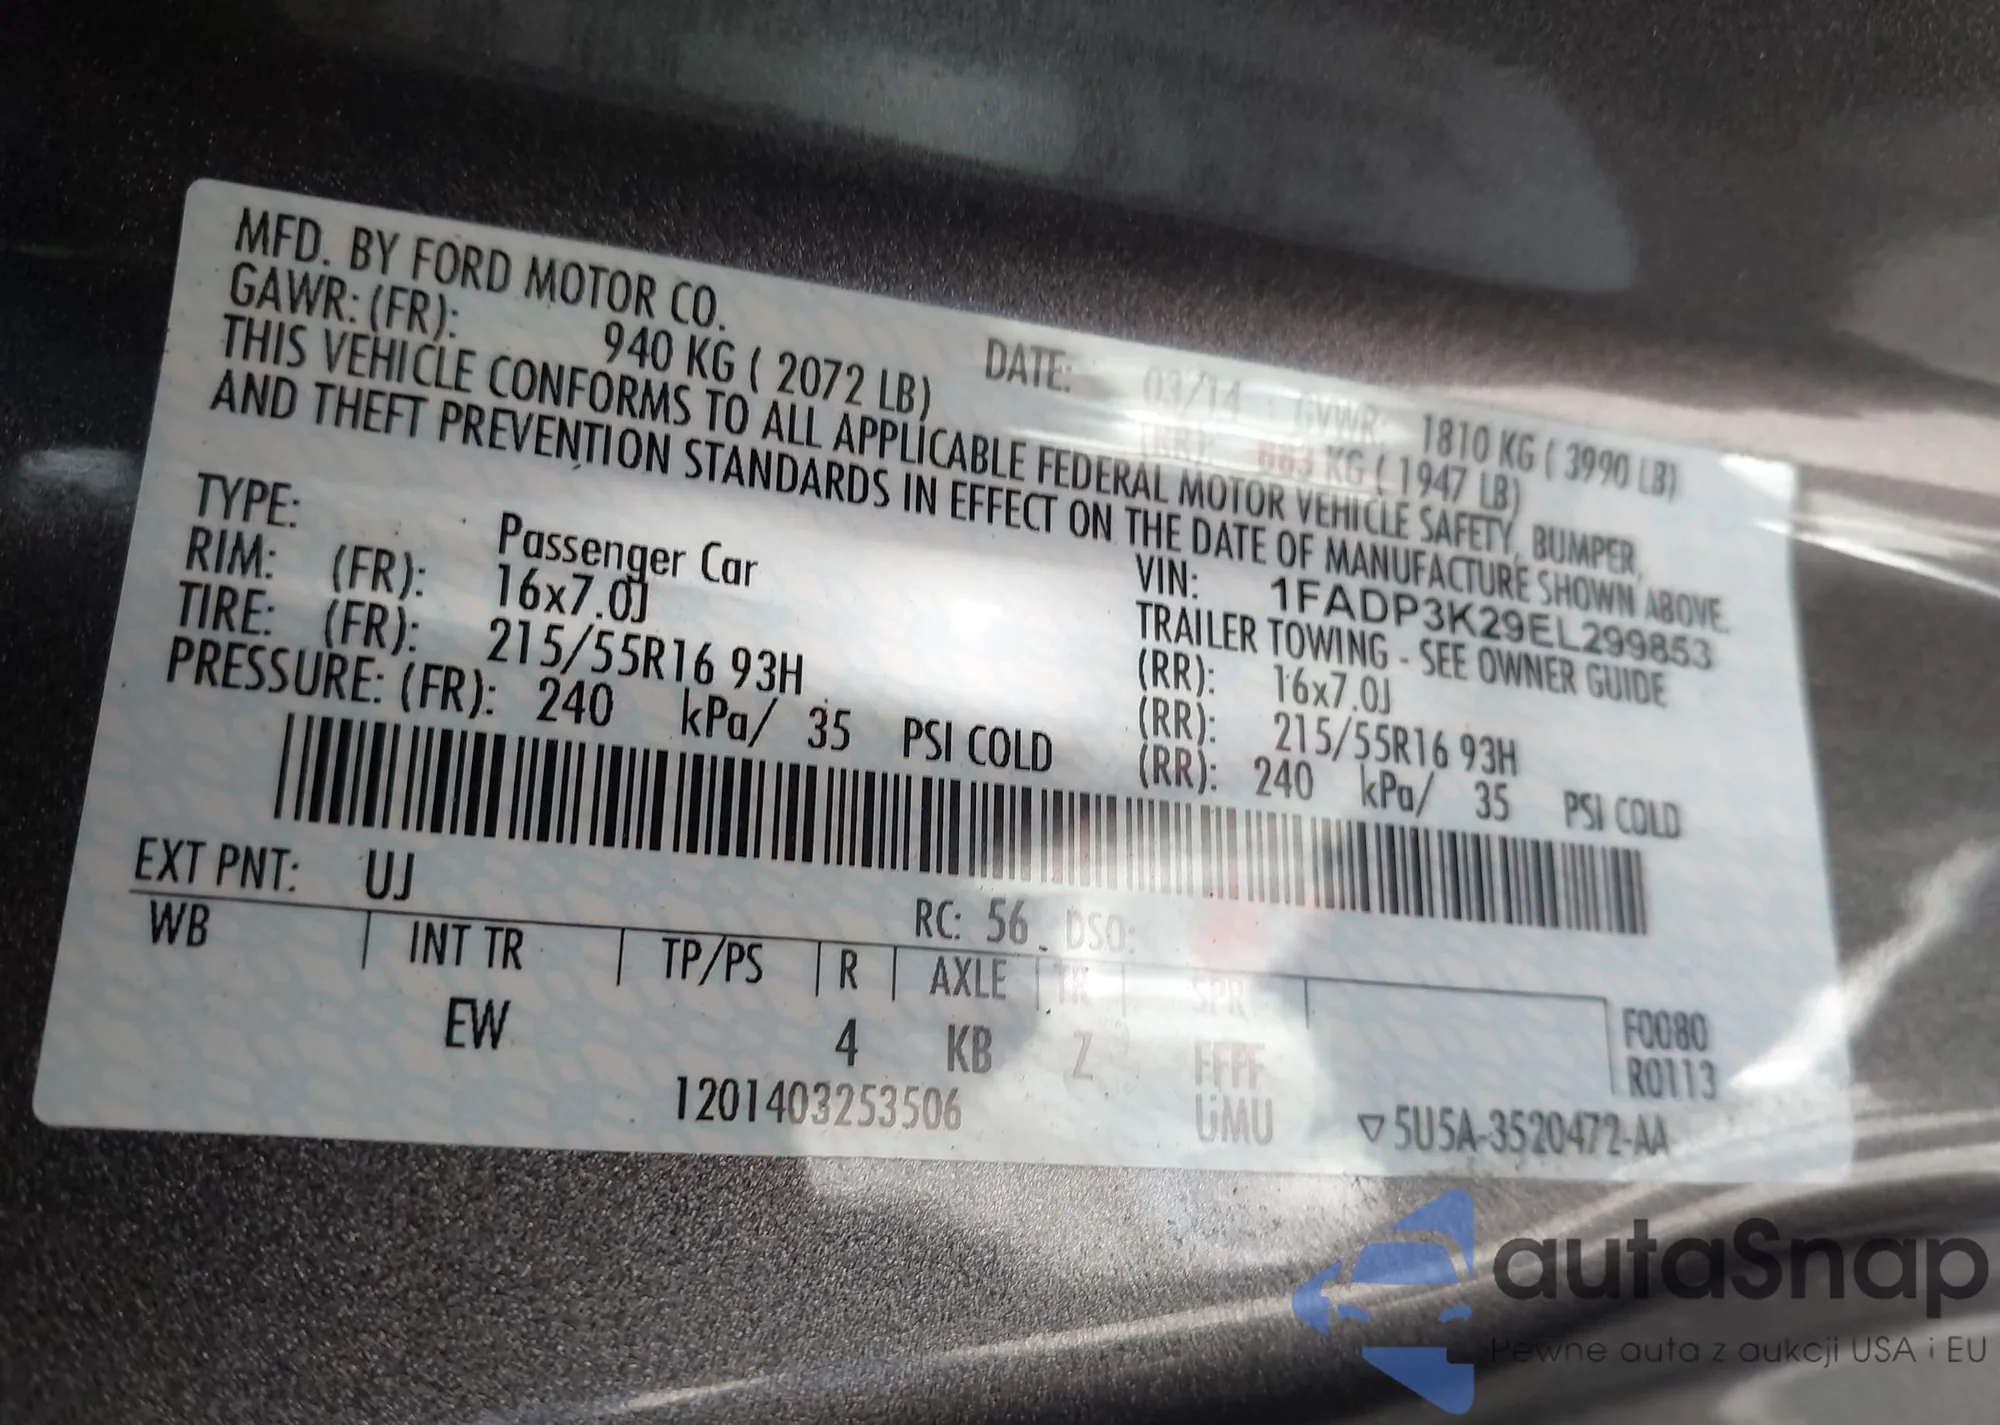 MFD. BY FORD MOTOR CO. DATE: 03/14 GVWR: 1810 KG ( 3990 LB)
GAWR: (FR): 940 KG ( 2072 LB) (RR): 883 KG ( 1947 LB)
THIS VEHICLE CONFORMS TO ALL APPLICABLE FEDERAL MOTOR VEHICLE SAFETY, BUMPER,
AND THEFT PREVENTION STANDARDS IN EFFECT ON THE DATE OF MANUFACTURE SHOWN ABOVE.
VIN: 1FADP3K29EL299853
TYPE: Passenger Car TRAILER TOWING - SEE OWNER GUIDE
RIM: (FR): 16x7.0J (RR): 16x7.0J
TIRE: (FR): 215/55R16 93H (RR): 215/55R16 93H
PRESSURE: (FR): 240 kPa/ 35 PSI COLD (RR): 240 kPa/ 35 PSI COLD
EXT PNT: UJ RC: 56 DSO:
WB INT TR TP/PS R AXLE TR SPR F0080
EW 4 KB Z R0113
1201403253506 UMU ▽5U5A-3520472-AA
autaSnap
Pewne auta z aukcji USA i EU